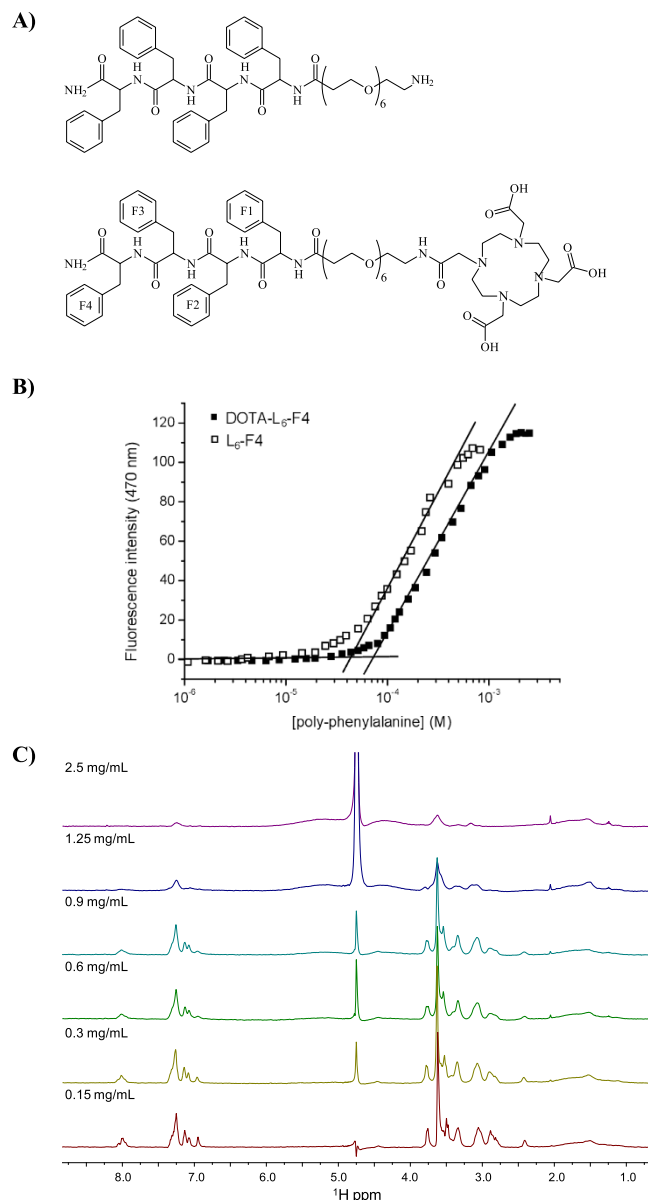 A)
O
H
N
O
H
N
O
NH2
N
H
O
N
H
O
O
6
NH2
OH
O
F3
F1
O
H
N
O
H
N
O
H
N
N
N
O
OH
NH2
N
H
O
N
H
O
6
O
N
N
F4
F2
O
O
OH
B)
DOTA-L6-F4
L6-F4
Fluorescence intensity (470 nm)
120
100
80
60
40
20
0
10-6
10-5
10-4
10-3
[poly-phenylalanine] (M)
C)
2.5 mg/mL
1.25 mg/mL
0.9 mg/mL
0.6 mg/mL
0.3 mg/mL
0.15 mg/mL
8.0 7.0 6.0 5.0 4.0 3.0 2.0 1.0
1H ppm